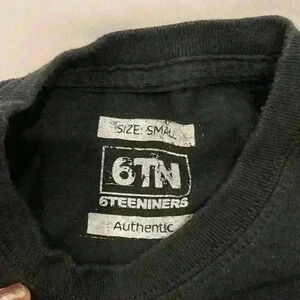 SIZE: SMALL
6TN
6TEENINERS
Authentic